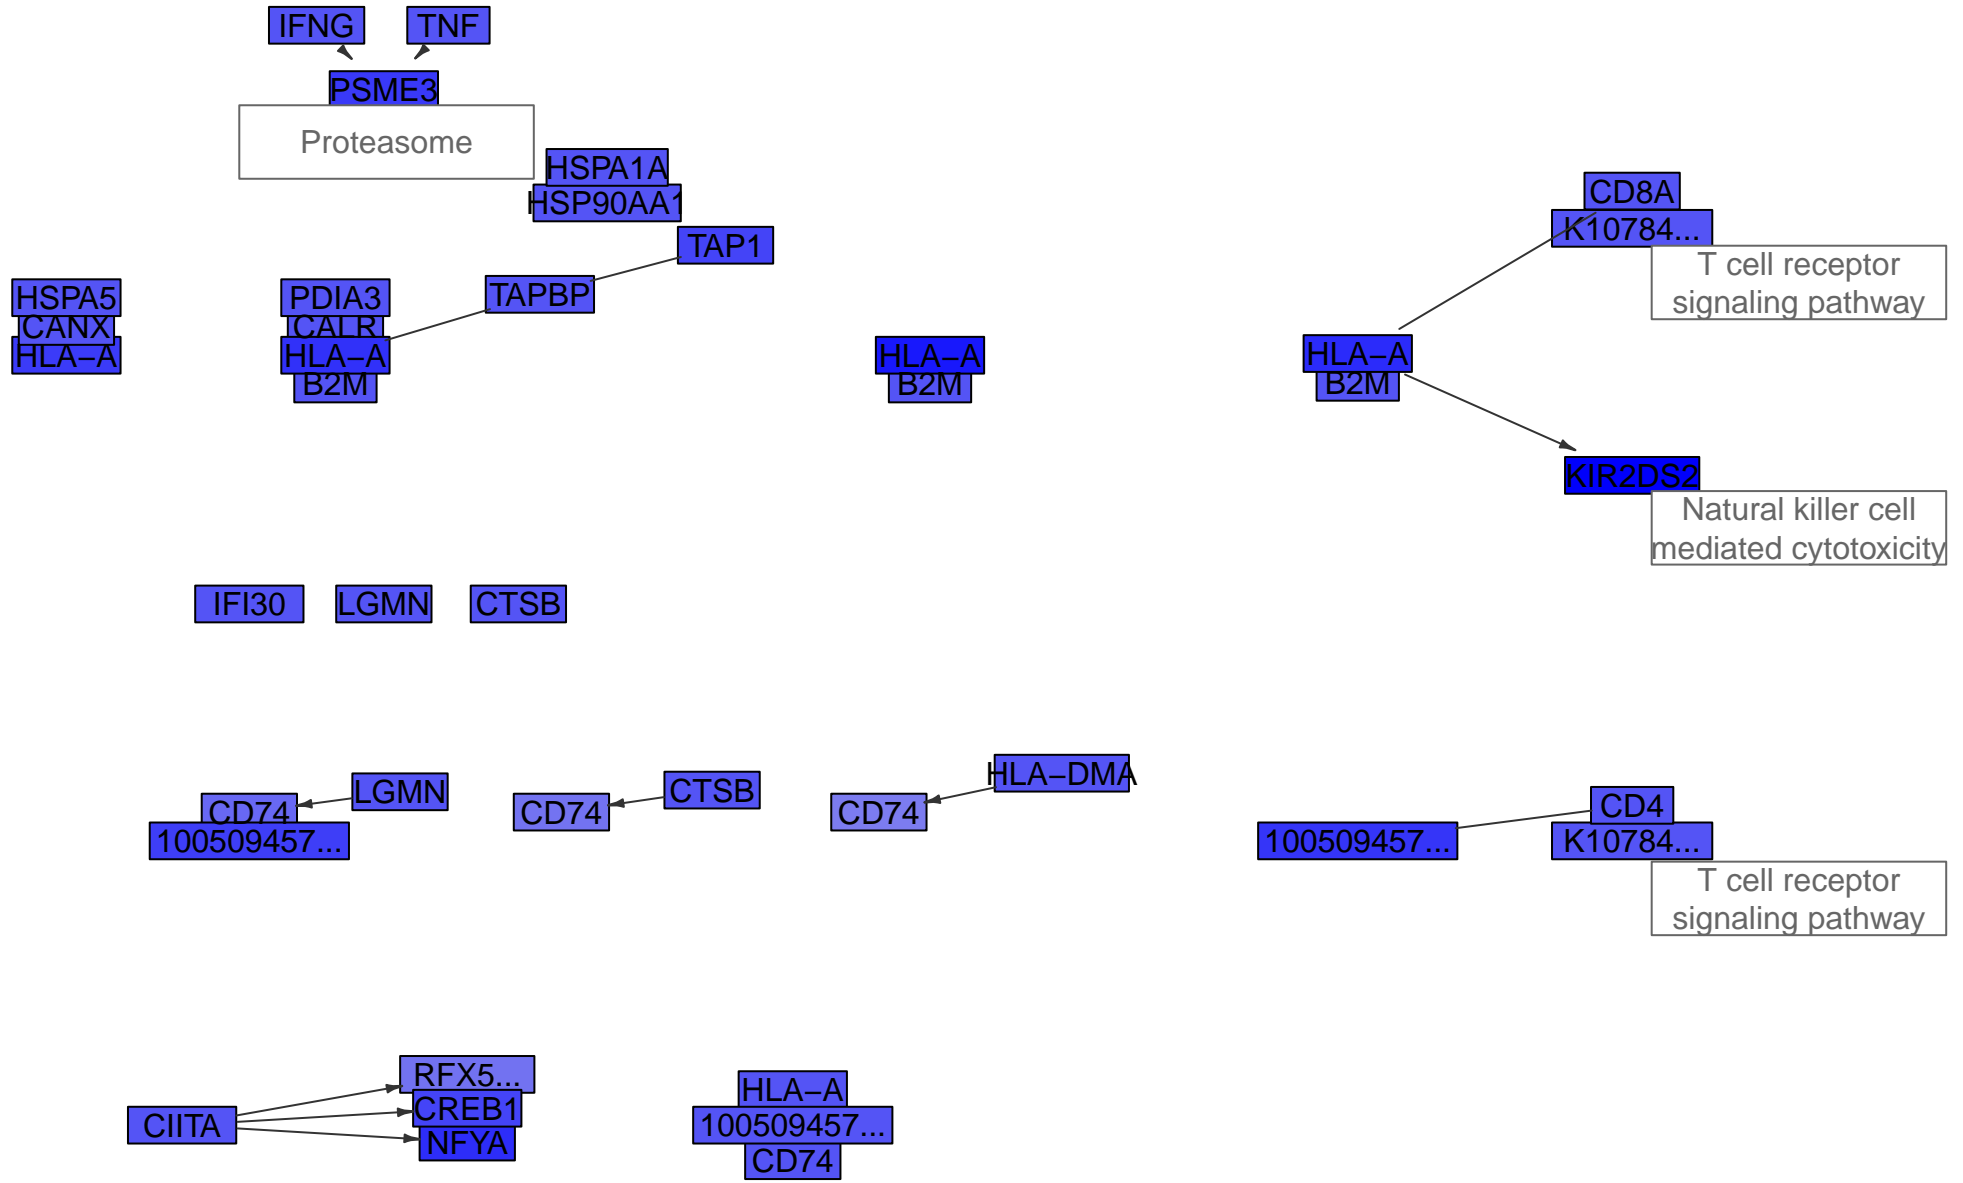 IFNG
TNF
PSME3
Proteasome
HSPA1A
HSP90AA1
CD8A
K10784...
TAP1
T cell receptor
signaling pathway
HSPA5
PDIA3
TAPBP
CANX
CALR
HLA−A
HLA−A
HLA−A
HLA−A
B2M
B2M
B2M
KIR2DS2
Natural killer cell
mediated cytotoxicity
IFI30
LGMN
CTSB
HLA−DMA
LGMN
CTSB
CD74
CD74
CD74
CD4
100509457...
100509457...
K10784...
T cell receptor
signaling pathway
RFX5...
HLA−A
CREB1
CIITA
100509457...
NFYA
CD74